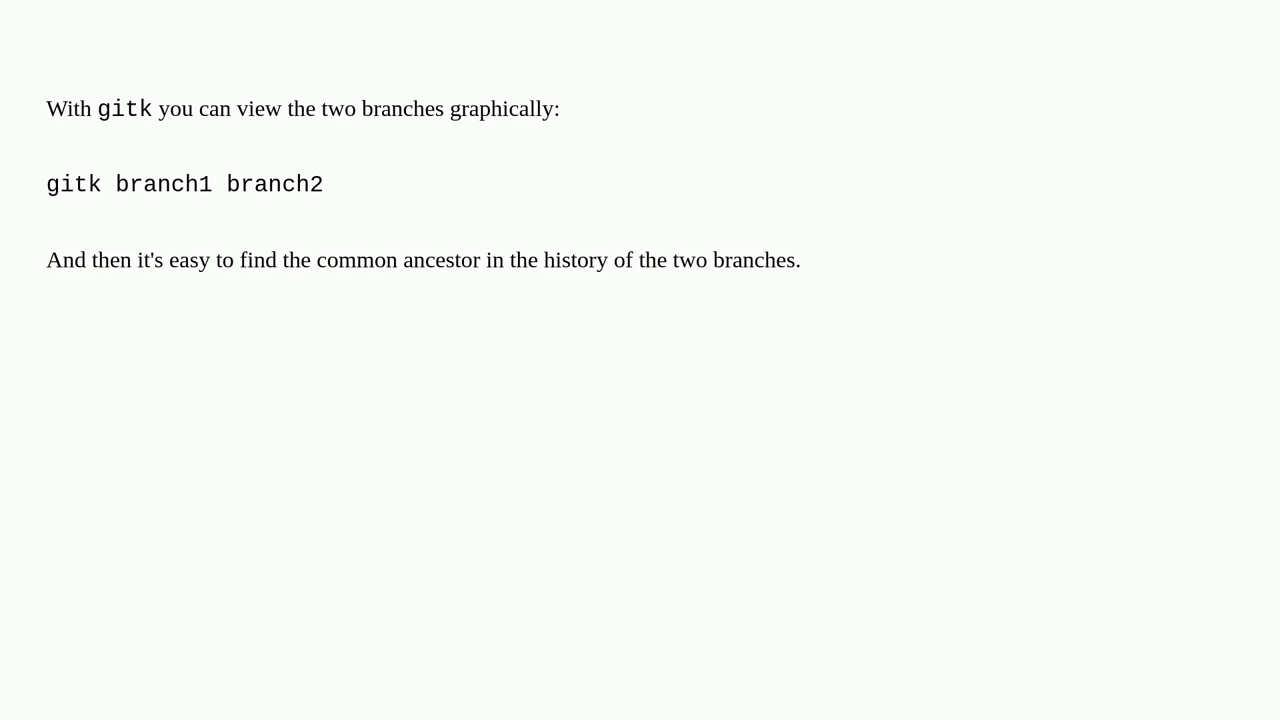 With gitk you can view the two branches graphically:
gitk branch1 branch2
And then it's easy to find the common ancestor in the history of the two branches.